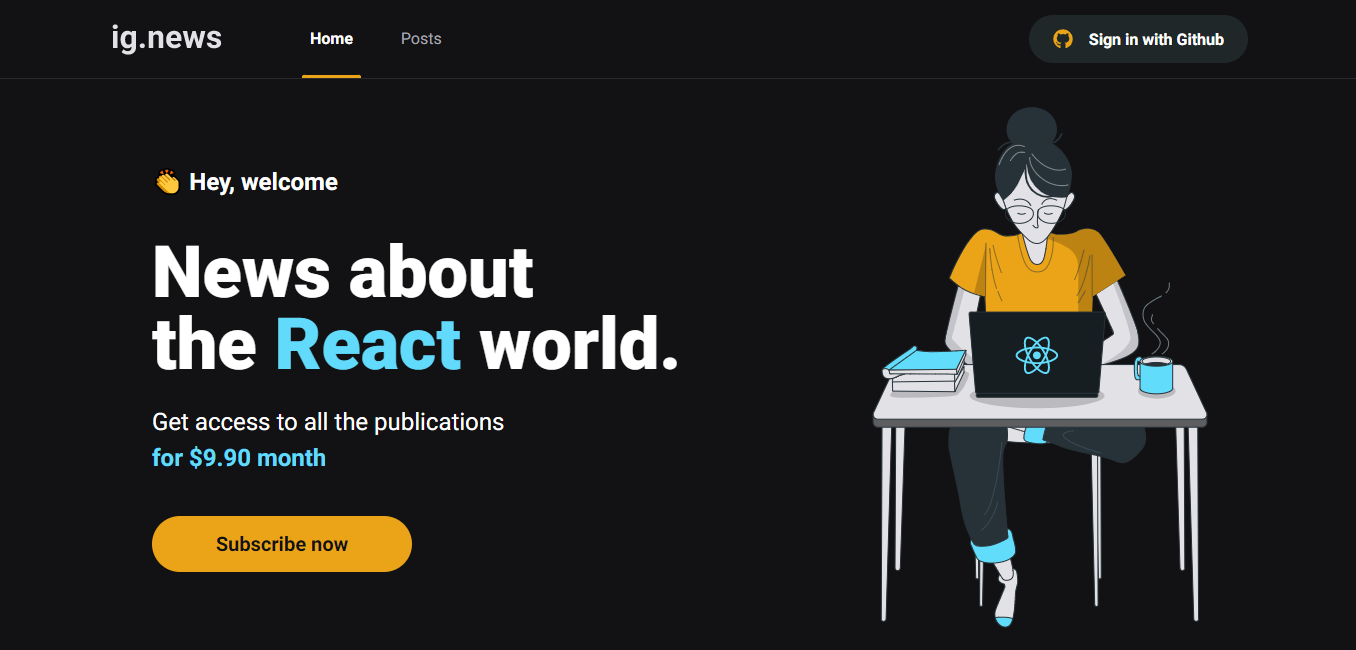 ig.news
Home
Posts
Sign in with Github
👏 Hey, welcome
News about
the React world.
Get access to all the publications
for $9.90 month
Subscribe now